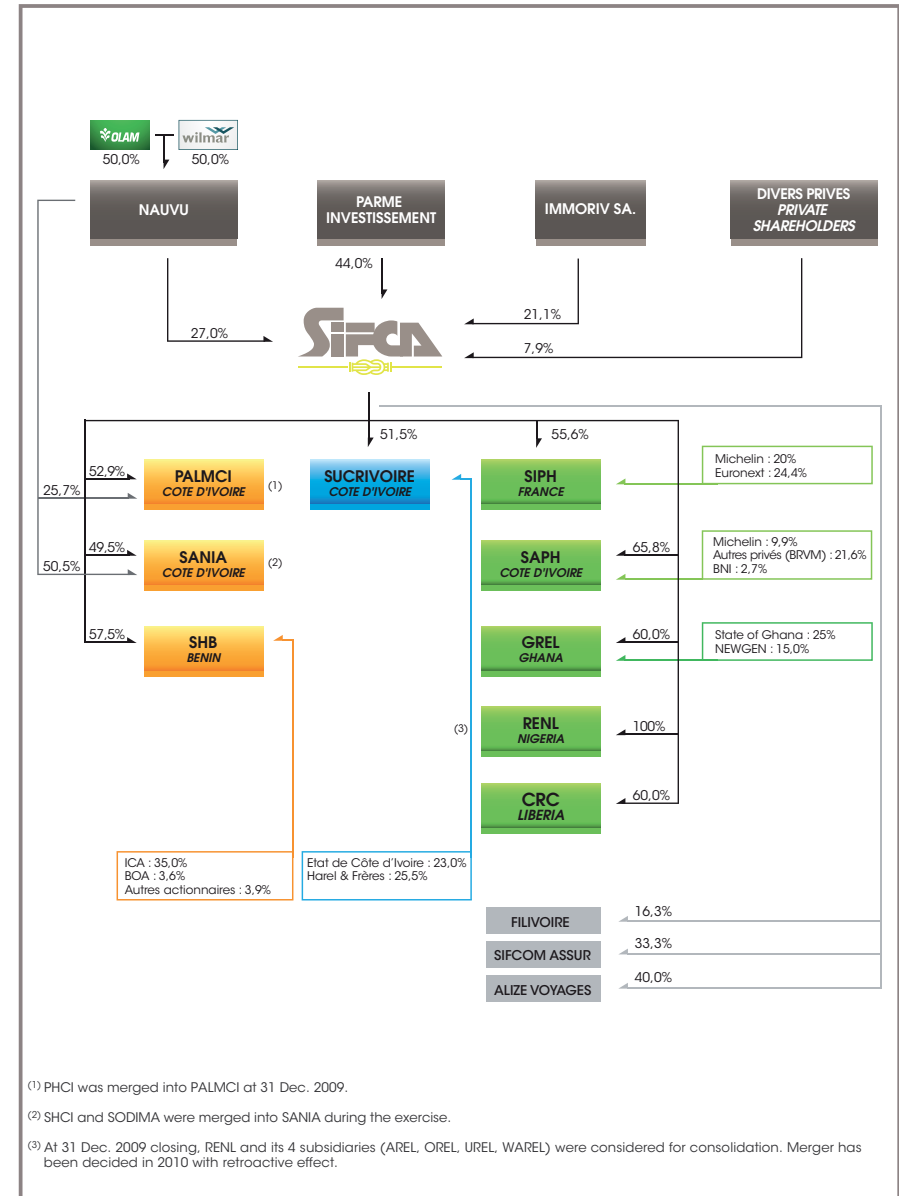 OLAM
wilmar
50,0%
50,0%
NAUVU
PARME
INVESTISSEMENT
IMMORIV SA.
DIVERS PRIVES
PRIVATE
SHAREHOLDERS
44,0%
21,1%
27,0%
7,9%
SIFCA
51,5%
55,6%
52,9%
25,7%
PALMCI
COTE D'IVOIRE
(1)
SUCRIVOIRE
COTE D'IVOIRE
SIPH
FRANCE
Michelin : 20%
Euronext : 24,4%
49,5%
50,5%
SANIA
COTE D'IVOIRE
(2)
SAPH
COTE D'IVOIRE
65,8%
Michelin : 9,9%
Autres privés (BRVM) : 21,6%
BNI : 2,7%
57,5%
SHB
BENIN
GREL
GHANA
60,0%
State of Ghana : 25%
NEWGEN : 15,0%
(3)
RENL
NIGERIA
100%
CRC
LIBERIA
60,0%
ICA : 35,0%
BOA : 3,6%
Autres actionnaires : 3,9%
Etat de Côte d'Ivoire : 23,0%
Harel & Frères : 25,5%
FILIVOIRE
16,3%
SIFCOM ASSUR
33,3%
ALIZE VOYAGES
40,0%
(1) PHCI was merged into PALMCI at 31 Dec. 2009.
(2) SHCI and SODIMA were merged into SANIA during the exercise.
(3) At 31 Dec. 2009 closing, RENL and its 4 subsidiaries (AREL, OREL, UREL, WAREL) were considered for consolidation. Merger has
been decided in 2010 with retroactive effect.